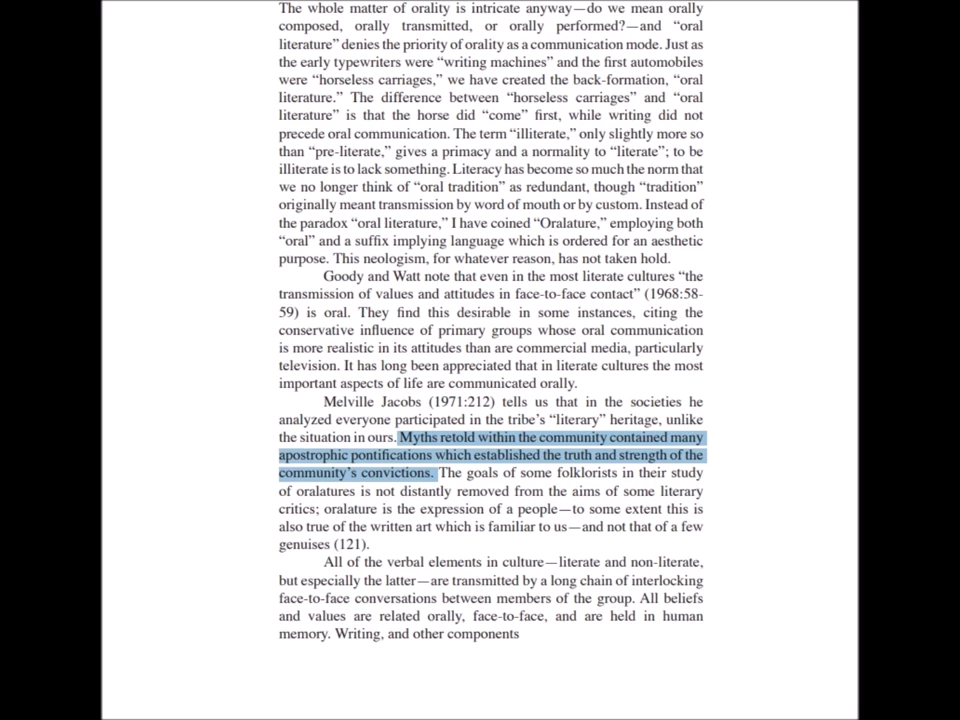 The whole matter of orality is intricate anyway—do we mean orally
composed, orally transmitted, or orally performed?—and “oral
literature” denies the priority of orality as a communication mode. Just as
the early typewriters were “writing machines” and the first automobiles
were “horseless carriages,” we have created the back-formation, “oral
literature.” The difference between “horseless carriages” and “oral
literature” is that the horse did “come” first, while writing did not
precede oral communication. The term “illiterate,” only slightly more so
than “pre-literate,” gives a primacy and a normality to “literate”; to be
illiterate is to lack something. Literacy has become so much the norm that
we no longer think of “oral tradition” as redundant, though “tradition”
originally meant transmission by word of mouth or by custom. Instead of
the paradox “oral literature,” I have coined “Oralature,” employing both
“oral” and a suffix implying language which is ordered for an aesthetic
purpose. This neologism, for whatever reason, has not taken hold.
Goody and Watt note that even in the most literate cultures “the
transmission of values and attitudes in face-to-face contact” (1968:58-
59) is oral. They find this desirable in some instances, citing the
conservative influence of primary groups whose oral communication
is more realistic in its attitudes than are commercial media, particularly
television. It has long been appreciated that in literate cultures the most
important aspects of life are communicated orally.
Melville Jacobs (1971:212) tells us that in the societies he
analyzed everyone participated in the tribe’s “literary” heritage, unlike
the situation in ours. Myths retold within the community contained many
apostrophic pontifications which established the truth and strength of the
community’s convictions. The goals of some folklorists in their study
of oralatures is not distantly removed from the aims of some literary
critics; oralature is the expression of a people—to some extent this is
also true of the written art which is familiar to us—and not that of a few
genuises (121).
All of the verbal elements in culture—literate and non-literate,
but especially the latter—are transmitted by a long chain of interlocking
face-to-face conversations between members of the group. All beliefs
and values are related orally, face-to-face, and are held in human
memory. Writing, and other components